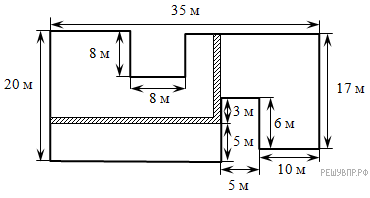 35 м
8 м
20 м
8 м
17 м
3 м
6 м
5 м
10 м
5 м
РЕШУВПР.РФ